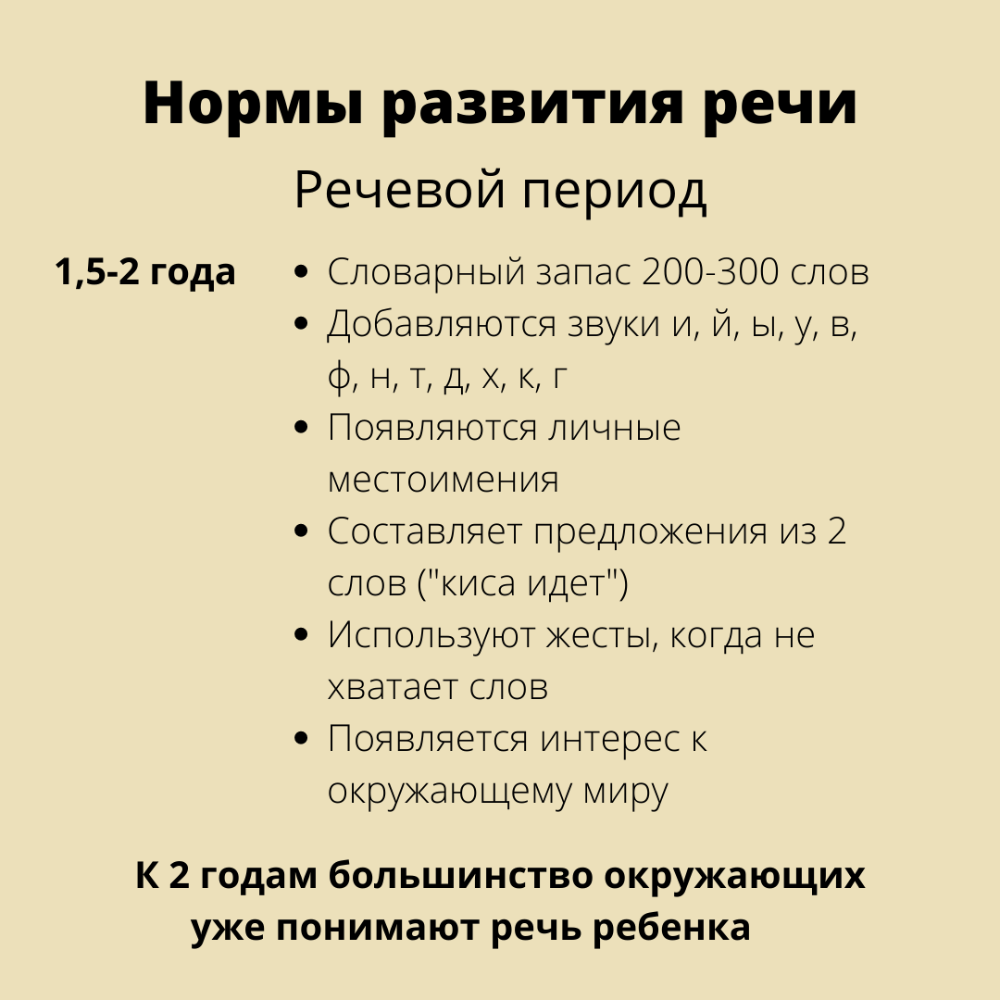 Нормы развития речи
Речевой период
1,5-2 года
• Словарный запас 200-300 слов
• Добавляются звуки и, й, ы, у, в,
ф, н, т, д, х, к, г
• Появляются личные
местоимения
• Составляет предложения из 2
слов ("киса идет")
• Используют жесты, когда не
хватает слов
• Появляется интерес к
окружающему миру
К 2 годам большинство окружающих
уже понимают речь ребенка